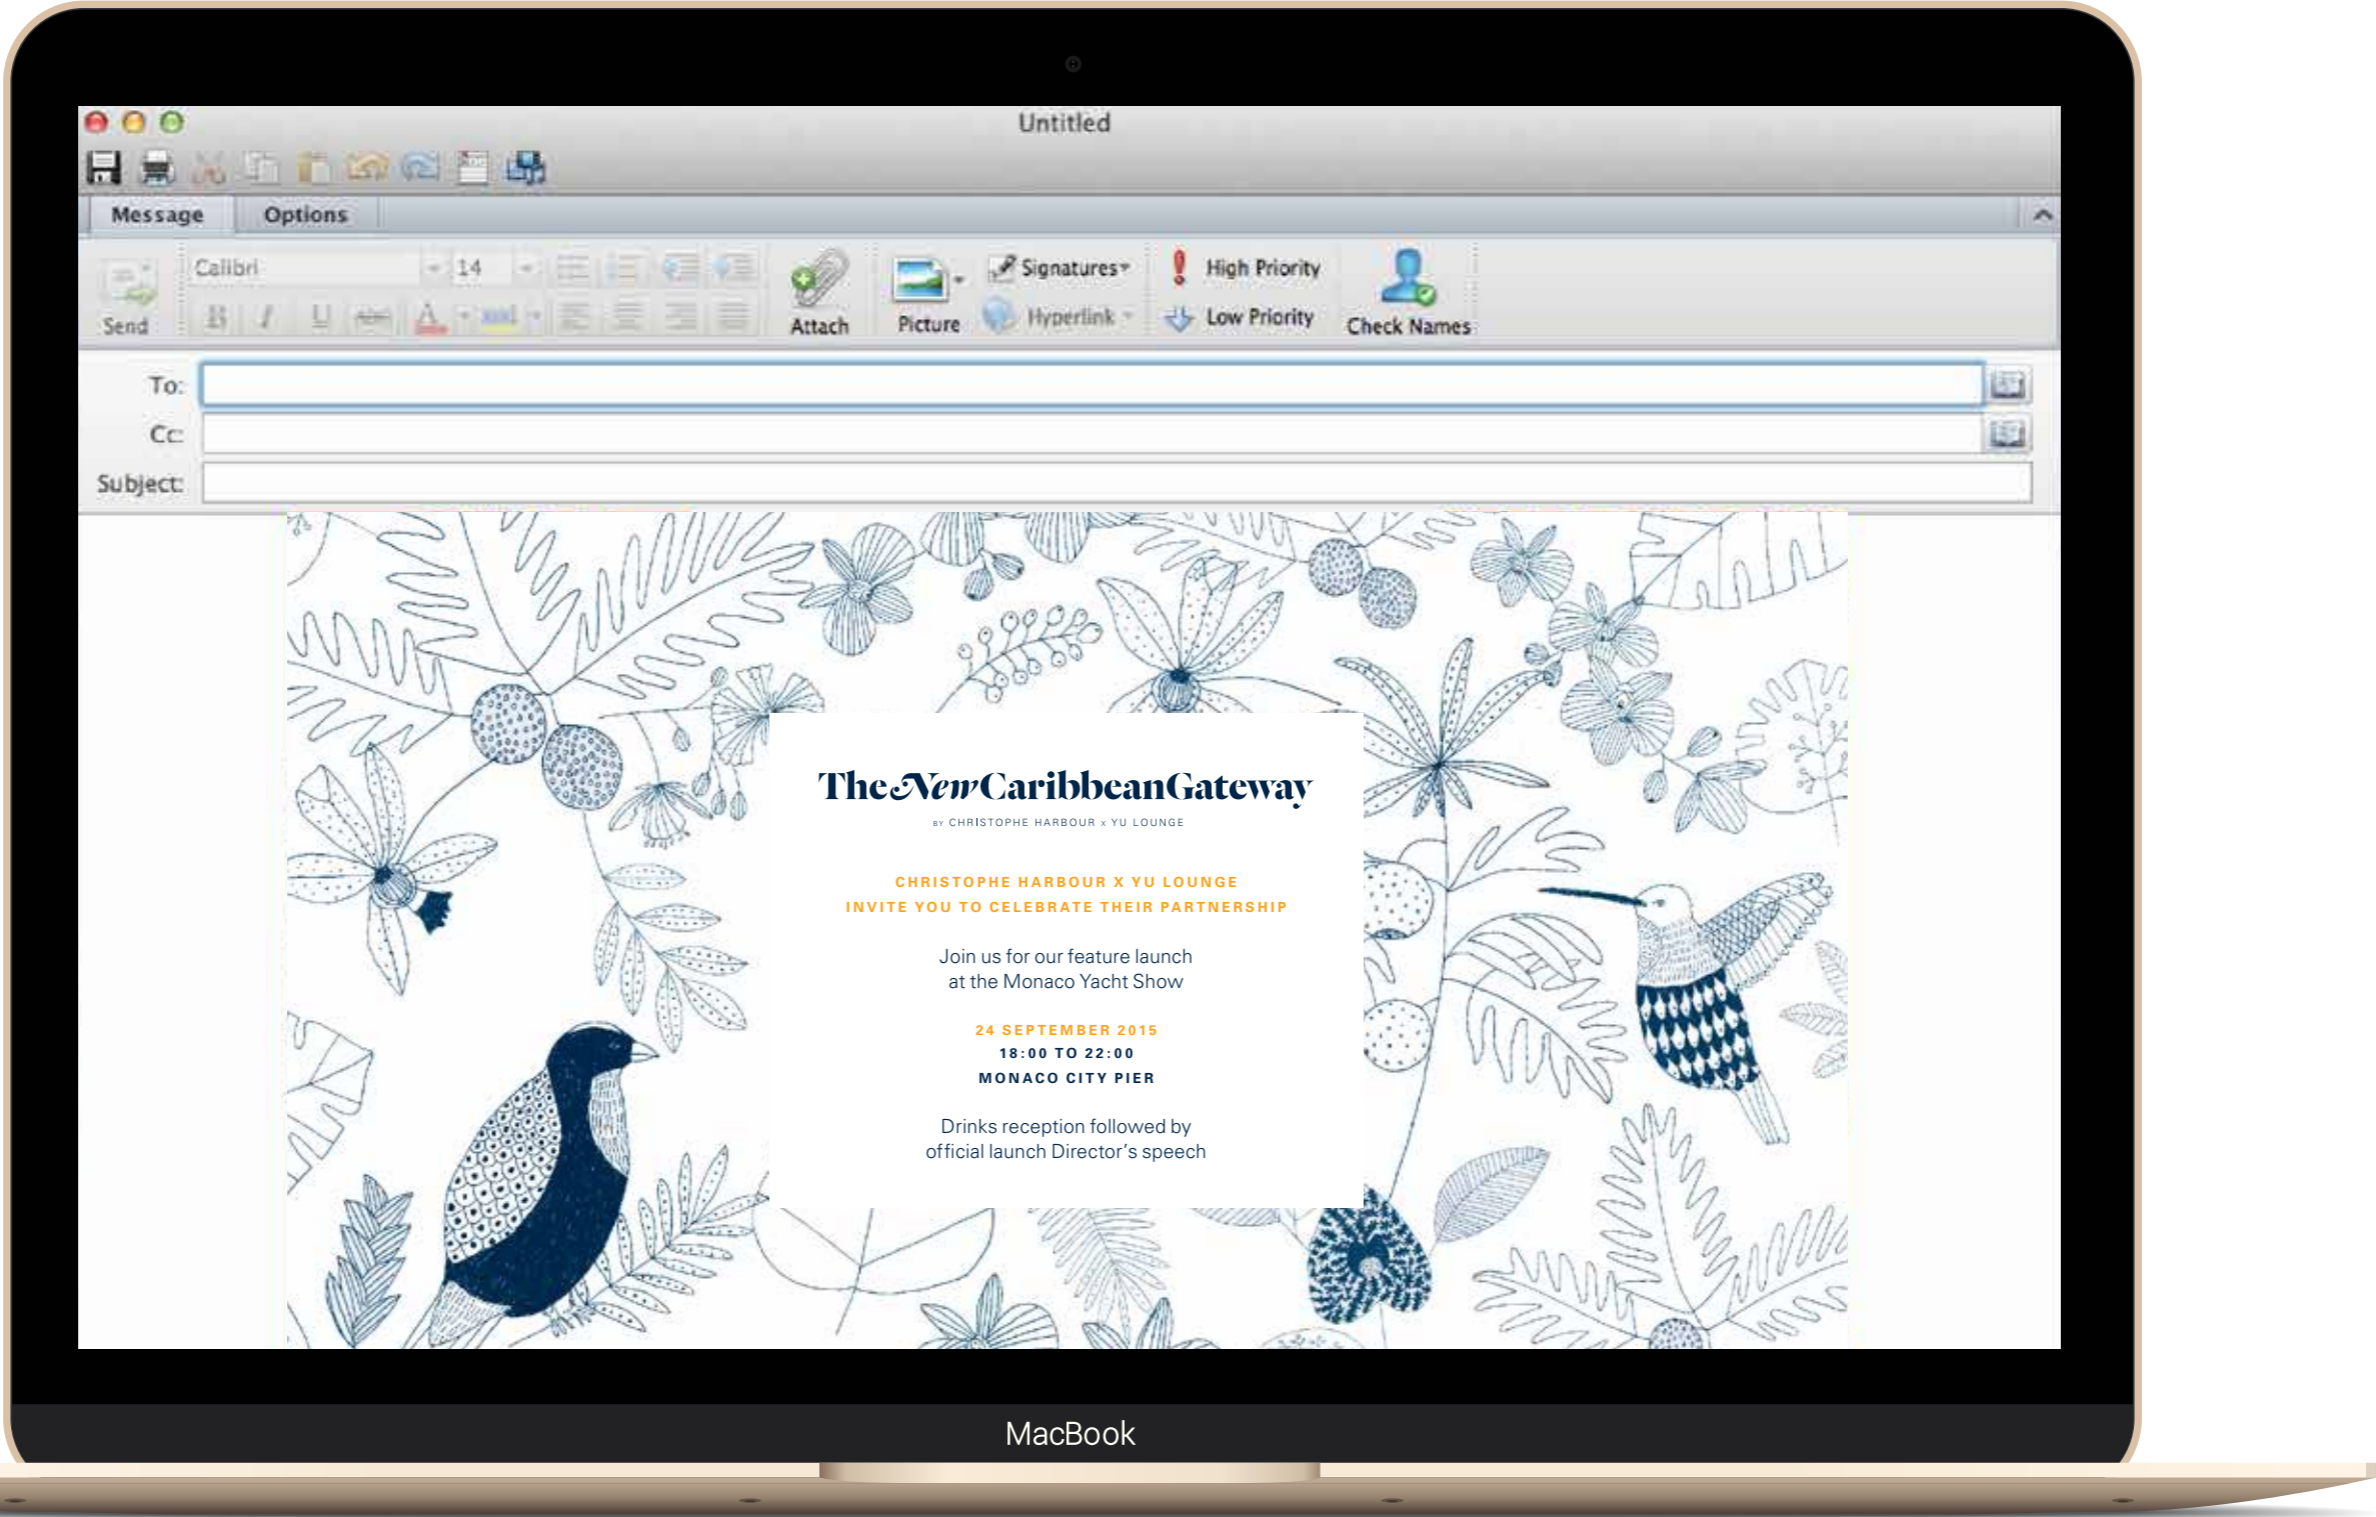 Untitled
Message Options
Calibri 14 Signatures High Priority
B I U ABC A Hyperlink Low Priority
Send Attach Picture Check Names
To:
Cc:
Subject:
TheNewCaribbeanGateway
BY CHRISTOPHE HARBOUR x YU LOUNGE
CHRISTOPHE HARBOUR X YU LOUNGE
INVITE YOU TO CELEBRATE THEIR PARTNERSHIP
Join us for our feature launch
at the Monaco Yacht Show
24 SEPTEMBER 2015
18:00 TO 22:00
MONACO CITY PIER
Drinks reception followed by
official launch Director’s speech
MacBook